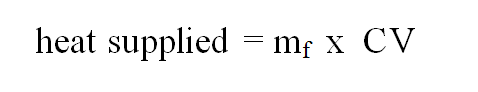 heat supplied = mf x CV